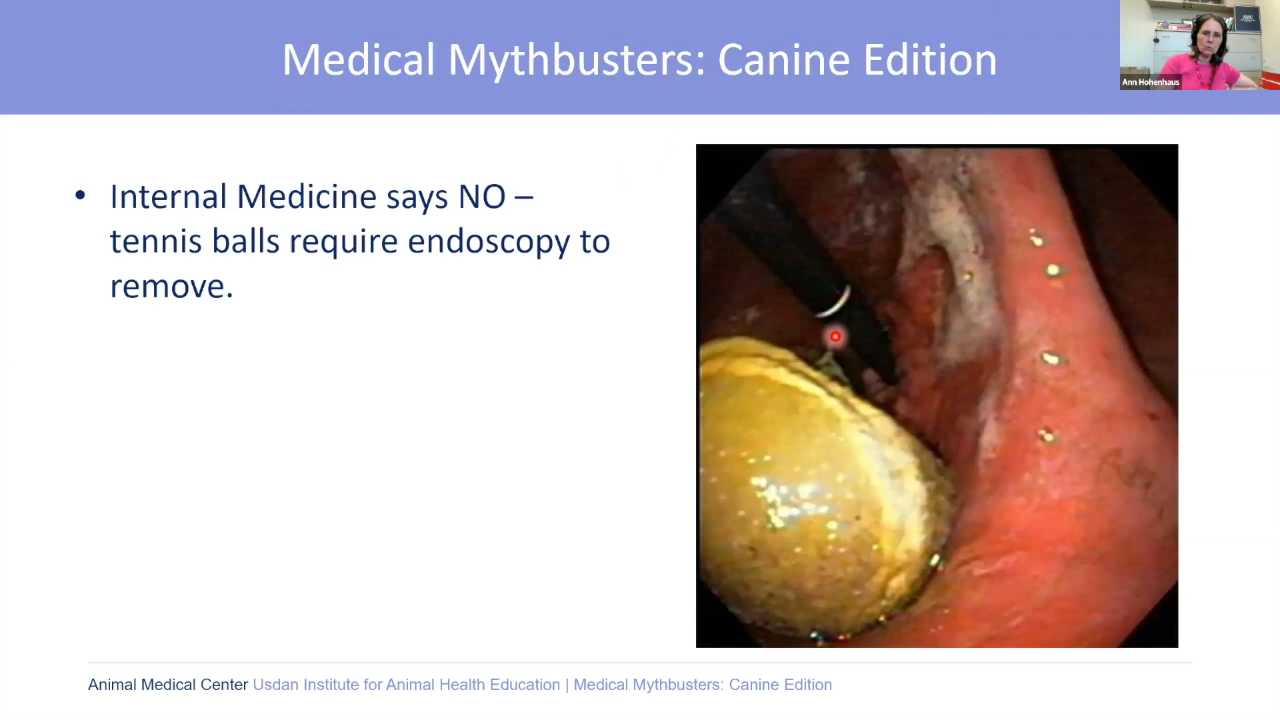 Medical Mythbusters: Canine Edition
Ann Hohenhaus
• Internal Medicine says NO –
tennis balls require endoscopy to
remove.
Animal Medical Center Usdan Institute for Animal Health Education | Medical Mythbusters: Canine Edition